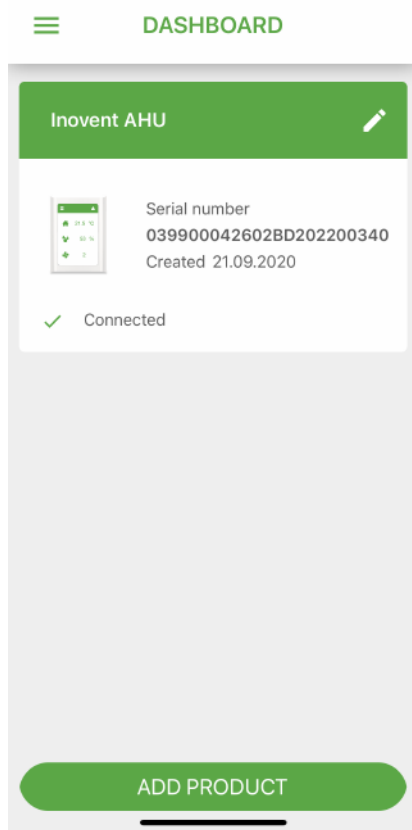 DASHBOARD
Inovent AHU
Serial number
039900042602BD202200340
Created 21.09.2020
Connected
ADD PRODUCT